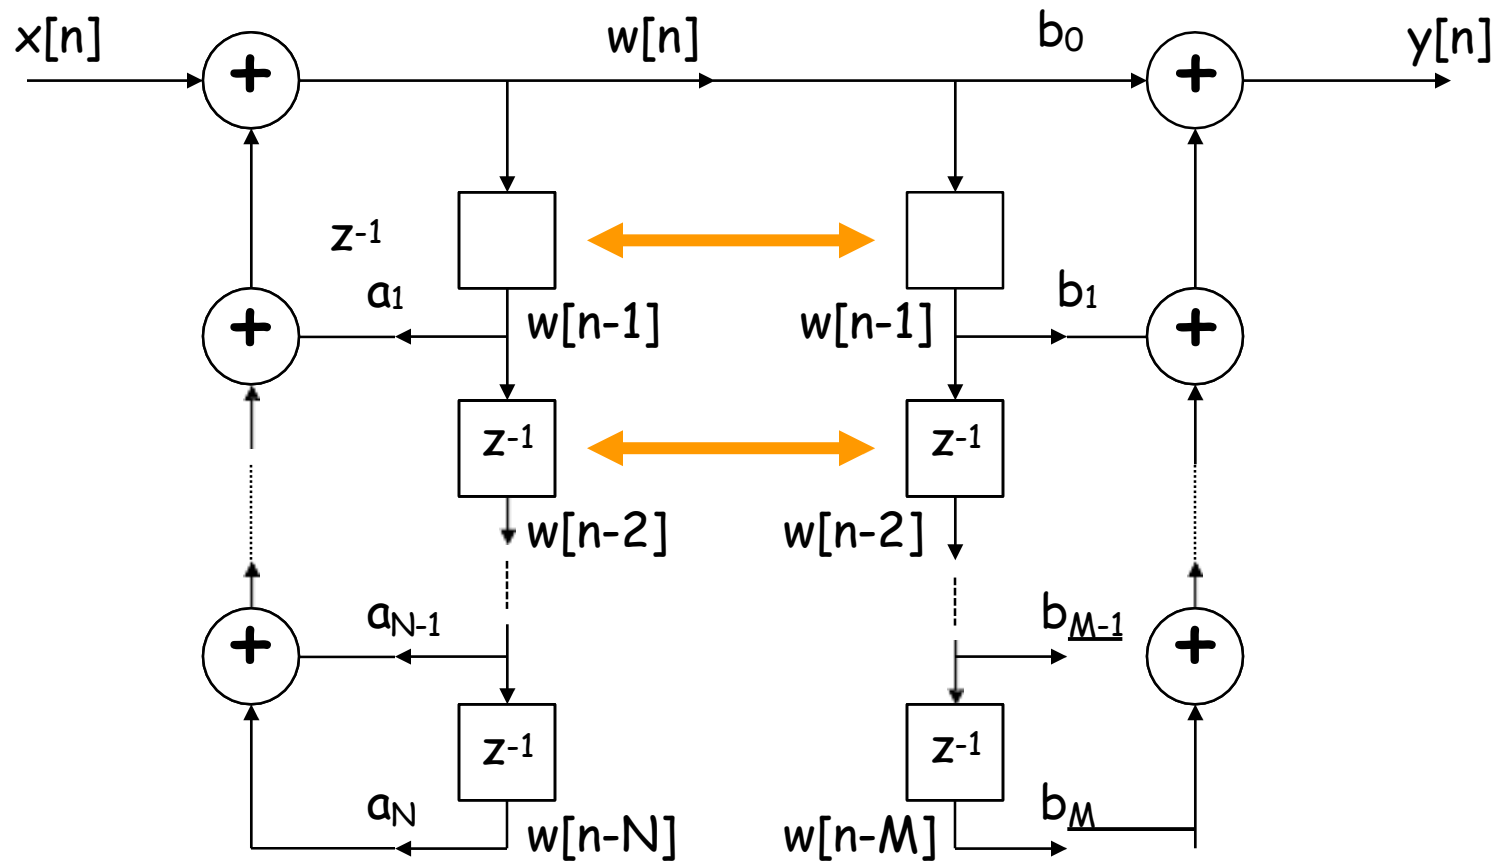 x[n] w[n] b0 y[n]
+ +
z-1
a1 w[n-1] w[n-1] b1
+ +
z-1 z-1
w[n-2] w[n-2]
aN-1 bM-1
+ +
z-1 z-1
aN w[n-N] w[n-M] bM